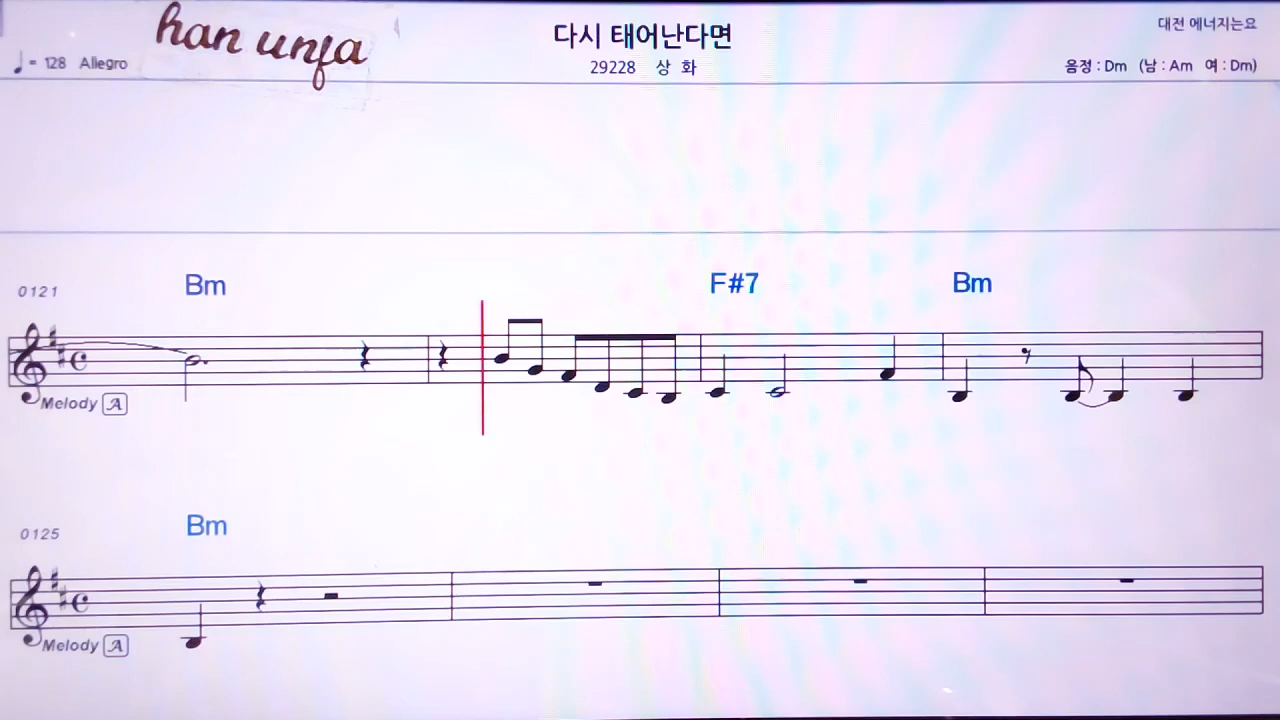 han unfa
다시 태어난다면
대전 에너지는요
♩= 128 Allegro
29228 상 화
음정 : Dm (남 : Am 여 : Dm)
0121 Bm F#7 Bm
Melody A
0125 Bm
Melody A